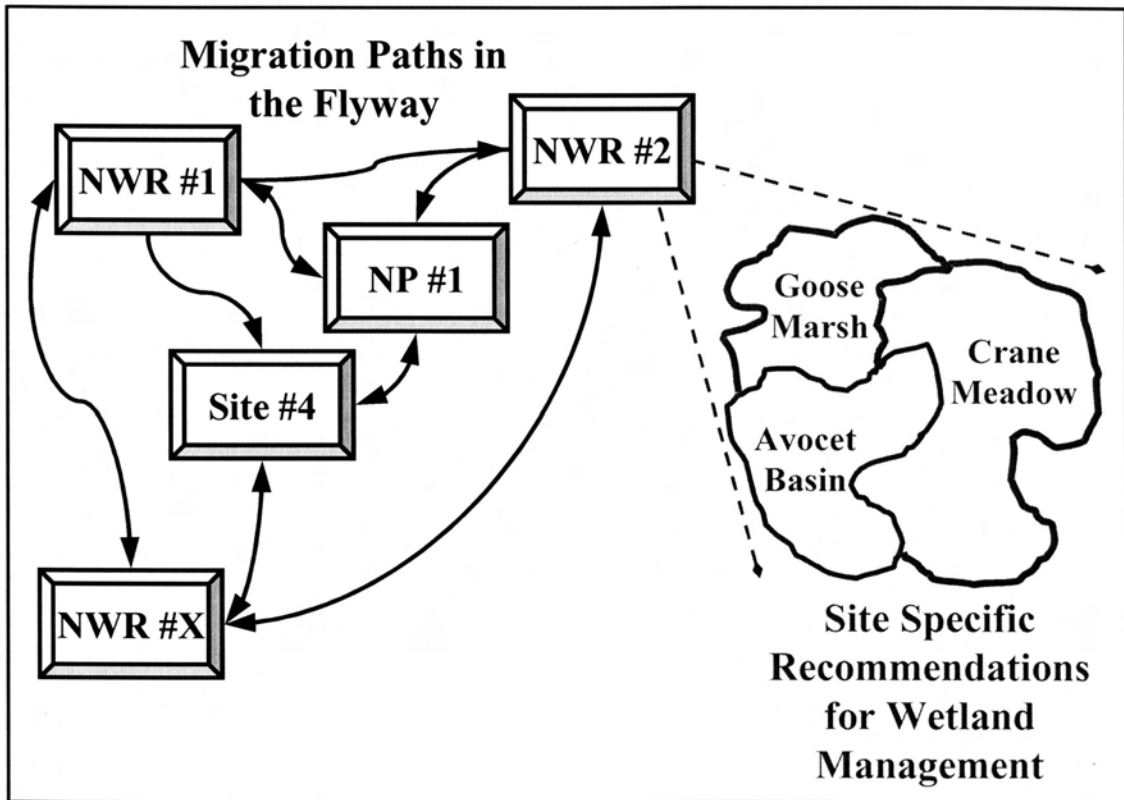 Migration Paths in
the Flyway
NWR #1
NWR #2
NP #1
Site #4
NWR #X
Goose
Marsh
Crane
Meadow
Avocet
Basin
Site Specific
Recommendations
for Wetland
Management